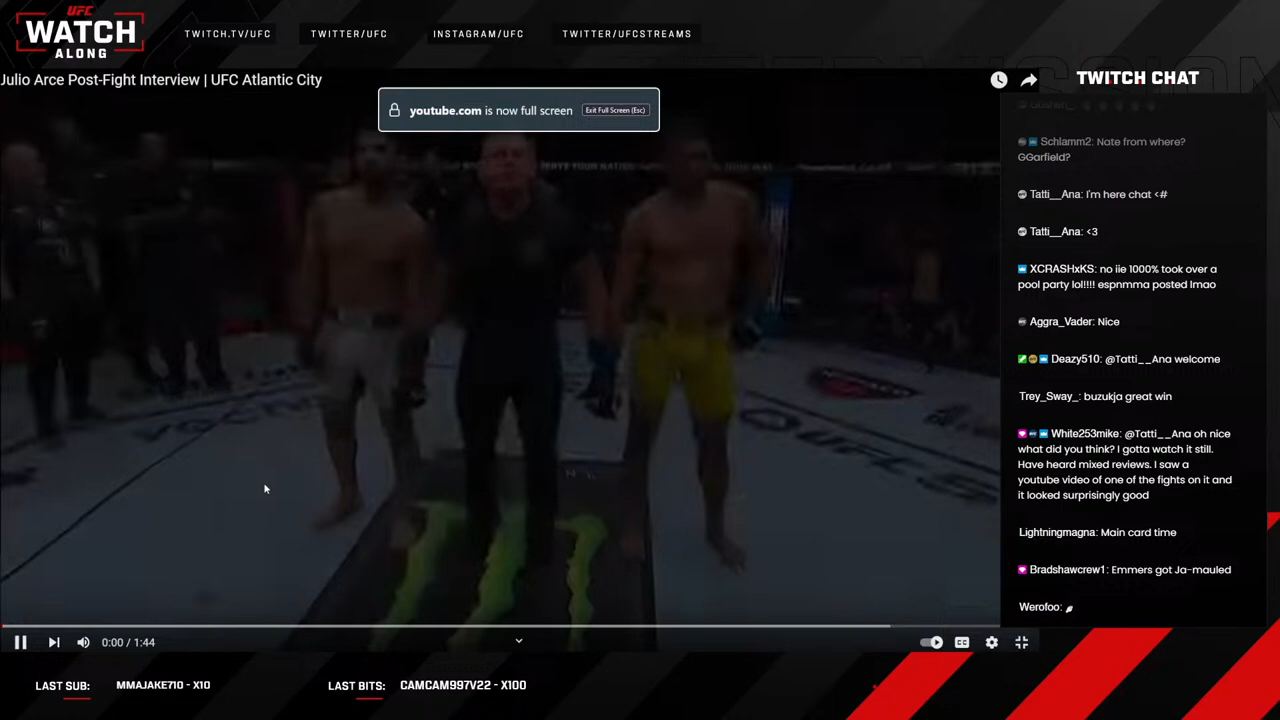 UFC
WATCH
ALONG
TWITCH.TV/UFC
TWITTER/UFC
INSTAGRAM/UFC
TWITTER/UFCSTREAMS
Julio Arce Post-Fight Interview | UFC Atlantic City
youtube.com is now full screen
Exit Full Screen (Esc)
TWITCH CHAT
Schlamm2: Nate from where?
GGarfield?
Tatti__Ana: I'm here chat <#
Tatti__Ana: <3
XCRASHxKS: no iie 1000% took over a
pool party lol!!!! espnmma posted lmao
Aggra_Vader: Nice
Deazy510: @Tatti__Ana welcome
Trey_Sway_: buzukja great win
White253mike: @Tatti__Ana oh nice
what did you think? I gotta watch it still.
Have heard mixed reviews. I saw a
youtube video of one of the fights on it and
it looked surprisingly good
Lightningmagna: Main card time
Bradshawcrew1: Emmers got Ja-mauled
Werofoo:
0:00 / 1:44
CC
LAST SUB:
MMAJAKE710 - X10
LAST BITS:
CAMCAM997V22 - X100